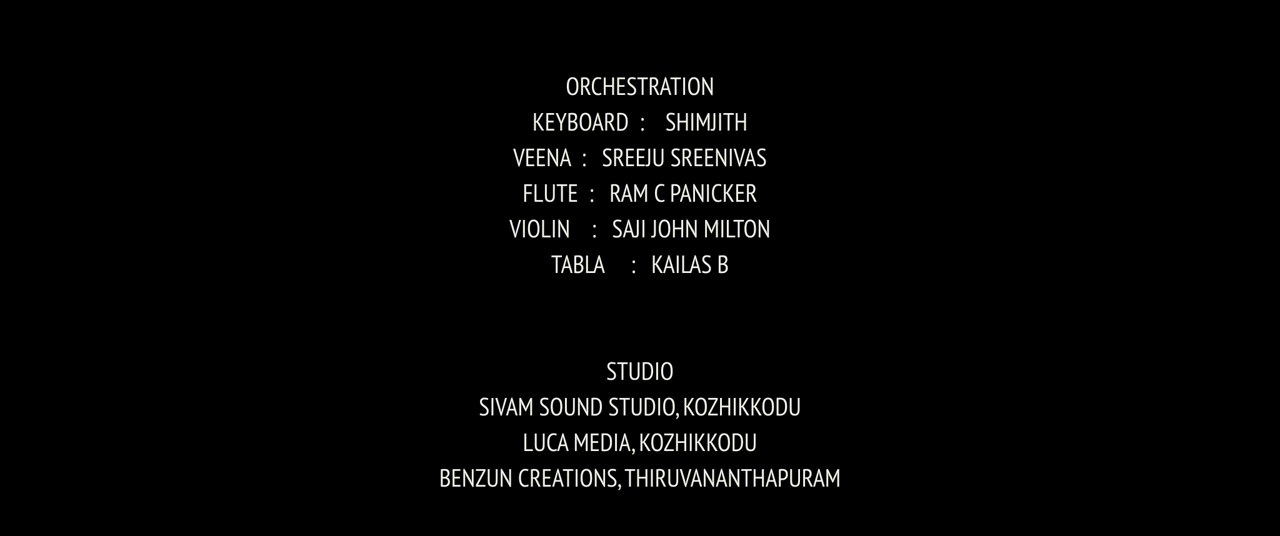 ORCHESTRATION
KEYBOARD : SHIMJITH
VEENA : SREEJU SREENIVAS
FLUTE : RAM C PANICKER
VIOLIN : SAJI JOHN MILTON
TABLA : KAILAS B
STUDIO
SIVAM SOUND STUDIO, KOZHIKKODU
LUCA MEDIA, KOZHIKKODU
BENZUN CREATIONS, THIRUVANANTHAPURAM